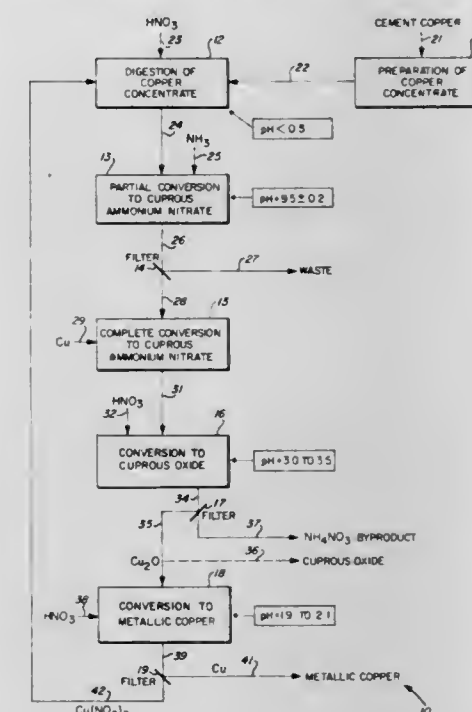 HNO3
CEMENT COPPER
23
12
21
DIGESTION OF
COPPER
CONCENTRATE
22
PREPARATION OF
COPPER
CONCENTRATE
24
NH3
pH < 0.5
13
25
PARTIAL CONVERSION
TO CUPROUS
AMMONIUM NITRATE
pH=9.5±0.2
26
FILTER
14
27
WASTE
28
15
29
Cu
COMPLETE CONVERSION
TO CUPROUS
AMMONIUM NITRATE
HNO3
31
32
16
CONVERSION TO
CUPROUS OXIDE
pH=3.0 TO 3.5
34
17
35
FILTER
37
NH4NO3 BYPRODUCT
Cu2O
36
CUPROUS OXIDE
18
38
HNO3
CONVERSION TO
METALLIC COPPER
pH=1.9 TO 2.1
39
Cu
41
19
FILTER
METALLIC COPPER
42
10